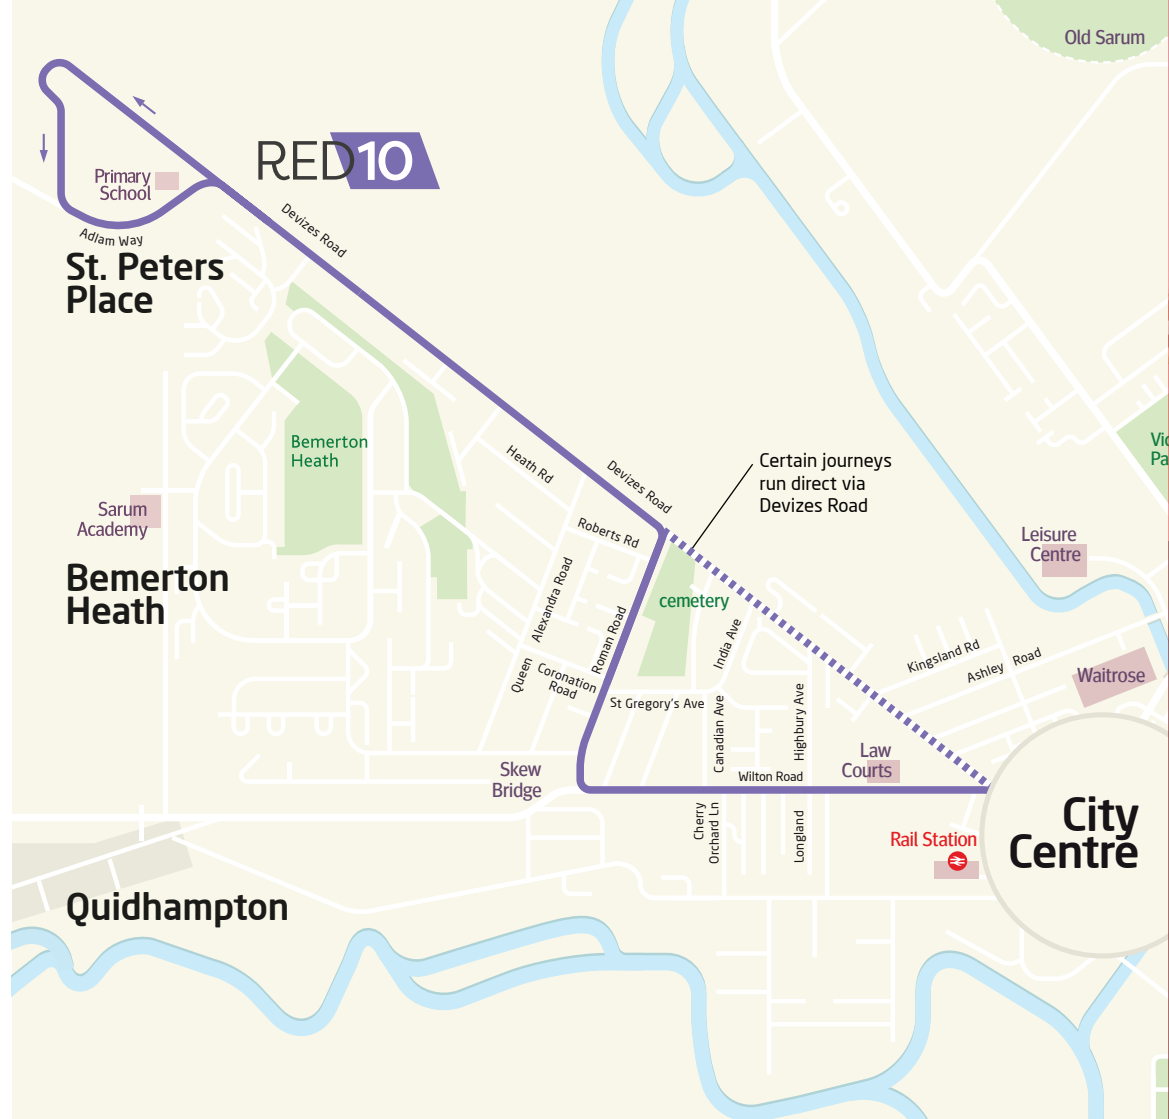 Old Sarum
RED10
Primary
School
Adlam Way
Devizes Road
St. Peters
Place
Bemerton
Heath
Heath Rd
Devizes Road
Certain journeys
run direct via
Devizes Road
Sarum
Academy
Roberts Rd
Leisure
Centre
Bemerton
Heath
Alexandra Road
cemetery
Roman Road
India Ave
Kingsland Rd
Ashley Road
Queen
Coronation
Road
Waitrose
St Gregory's Ave
Canadian Ave
Highbury Ave
Skew
Bridge
Wilton Road
Law
Courts
Cherry
Orchard Ln
Longland
Rail Station
City
Centre
Quidhampton